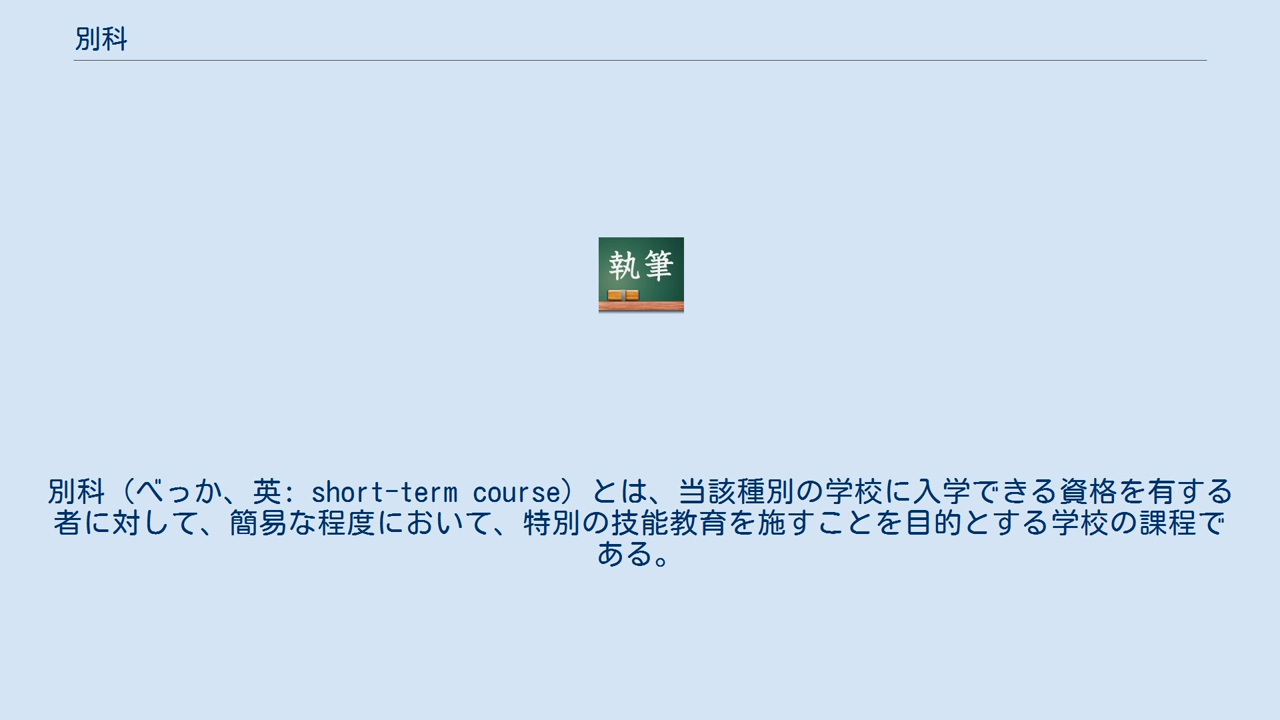 別科
執筆
別科（べっか、英: short-term course）とは、当該種別の学校に入学できる資格を有する
者に対して、簡易な程度において、特別の技能教育を施すことを目的とする学校の課程で
ある。